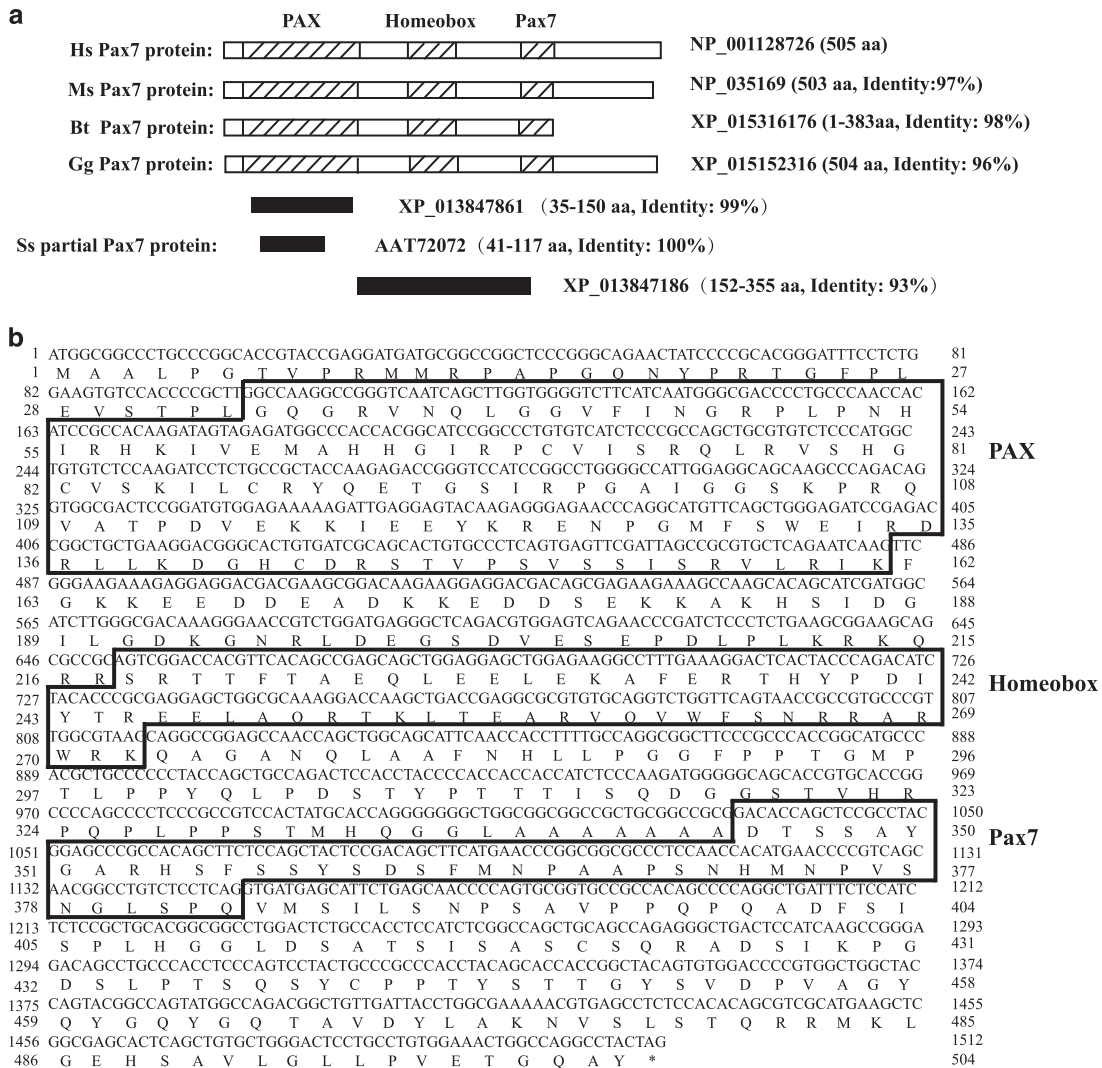 a
PAX Homeobox Pax7
Hs Pax7 protein: NP_001128726 (505 aa)
Ms Pax7 protein: NP_035169 (503 aa, Identity:97%)
Bt Pax7 protein: XP_015316176 (1-383aa, Identity: 98%)
Gg Pax7 protein: XP_015152316 (504 aa, Identity: 96%)
XP_013847861 (35-150 aa, Identity: 99%)
Ss partial Pax7 protein: AAT72072 (41-117 aa, Identity: 100%)
XP_013847186 (152-355 aa, Identity: 93%)
b
1 ATGGCGGCCCTGCCCGGCACCGTACCGAGGATGATGCGGCCGGCTCCCGGGCAGAACTATCCCCGCACGGGATTTCCTCTG 81
1 M A A L P G T V P R M M R P A P G Q N Y P R T G F P L 27
82 GAAGTGTCCACCCCGCTTGGCCAAGGCCGGGTCAATCAGCTTGGTGGGGTCTTCATCAATGGGCGACCCCTGCCCAACCAC 162
28 E V S T P L G Q G R V N Q L G G V F I N G R P L P N H 54
163 ATCCGCCACAAGATAGTAGAGATGGCCCACCACGGCATCCGGCCCTGTGTCATCTCCCGCCAGCTGCGTGTCTCCCATGGC 243
55 I R H K I V E M A H H G I R P C V I S R Q L R V S H G 81
PAX
244 TGTGTCTCCAAGATCCTCTGCCGCTACCAAGAGACCGGGTCCATCCGGCCTGGGGCCATTGGAGGCAGCAAGCCCAGACAG 324
82 C V S K I L C R Y Q E T G S I R P G A I G G S K P R Q 108
325 GTGGCGACTCCGGATGTGGAGAAAAAGATTGAGGAGTACAAGAGGGAGAACCCAGGCATGTTCAGCTGGGAGATCCGAGAC 405
109 V A T P D V E K K I E E Y K R E N P G M F S W E I R D 135
406 CGGCTGCTGAAGGACGGGCACTGTGATCGCAGCACTGTGCCCTCAGTGAGTTCGATTAGCCGCGTGCTCAGAATCAAGTTC 486
136 R L L K D G H C D R S T V P S V S S I S R V L R I K F 162
487 GGGAAGAAAGAGGAGGACGACGAAGCGGACAAGAAGGAGGACGACAGCGAGAAGAAAGCCAAGCACAGCATCGATGGC 564
163 G K K E E D D E A D K K E D D S E K K A K H S I D G 188
565 ATCTTGGGCGACAAAGGGAACCGTCTGGATGAGGGCTCAGACGTGGAGTCAGAACCCGATCTCCCTCTGAAGCGGAAGCAG 645
189 I L G D K G N R L D E G S D V E S E P D L P L K R K Q 215
646 CGCCGCAGTCGGACCACGTTCACAGCCGAGCAGCTGGAGGAGCTGGAGAAGGCCTTTGAAAGGACTCACTACCCAGACATC 726
216 R R S R T T F T A E Q L E E L E K A F E R T H Y P D I 242
Homeobox
727 TACACCCGCGAGGAGCTGGCGCAAAGGACCAAGCTGACCGAGGCGCGTGTGCAGGTCTGGTTCAGTAACCGCCGTGCCCGT 807
243 Y T R E E L A Q R T K L T E A R V Q V W F S N R R A R 269
808 TGGCGTAAGCAGGCCGGAGCCAACCAGCTGGCAGCATTCAACCACCTTTTGCCAGGCGGCTTCCCGCCCACCGGCATGCCC 888
270 W R K Q A G A N Q L A A F N H L L P G G F P P T G M P 296
889 ACGCTGCCCCCCTACCAGCTGCCAGACTCCACCTACCCCACCACCACCATCTCCCAAGATGGGGGCAGCACCGTGCACCGG 969
297 T L P P Y Q L P D S T Y P T T T I S Q D G G S T V H R 323
970 CCCCAGCCCCTCCCGCCGTCCACTATGCACCAGGGGGGGCTGGCGGCGGCCGCTGCGGCCGCGGACACCAGCTCCGCCTAC 1050
324 P Q P L P P S T M H Q G G L A A A A A A A D T S S A Y 350
Pax7
1051 GGAGCCCGCCACAGCTTCTCCAGCTACTCCGACAGCTTCATGAACCCGGCGGCGCCCTCCAACCACATGAACCCCGTCAGC 1131
351 G A R H S F S S Y S D S F M N P A A P S N H M N P V S 377
1132 AACGGCCTGTCTCCTCAGGTGATGAGCATTCTGAGCAACCCCAGTGCGGTGCCGCCACAGCCCCAGGCTGATTTCTCCATC 1212
378 N G L S P Q V M S I L S N P S A V P P Q P Q A D F S I 404
1213 TCTCCGCTGCACGGCGGCCTGGACTCTGCCACCTCCATCTCGGCCAGCTGCAGCCAGAGGGCTGACTCCATCAAGCCGGGA 1293
405 S P L H G G L D S A T S I S A S C S Q R A D S I K P G 431
1294 GACAGCCTGCCCACCTCCCAGTCCTACTGCCCGCCCACCTACAGCACCACCGGCTACAGTGTGGACCCCGTGGCTGGCTAC 1374
432 D S L P T S Q S Y C P P T Y S T T G Y S V D P V A G Y 458
1375 CAGTACGGCCAGTATGGCCAGACGGCTGTTGATTACCTGGCGAAAAACGTGAGCCTCTCCACACAGCGTCGCATGAAGCTC 1455
459 Q Y G Q Y G Q T A V D Y L A K N V S L S T Q R R M K L 485
1456 GGCGAGCACTCAGCTGTGCTGGGACTCCTGCCTGTGGAAACTGGCCAGGCCTACTAG 1512
486 G E H S A V L G L L P V E T G Q A Y * 504